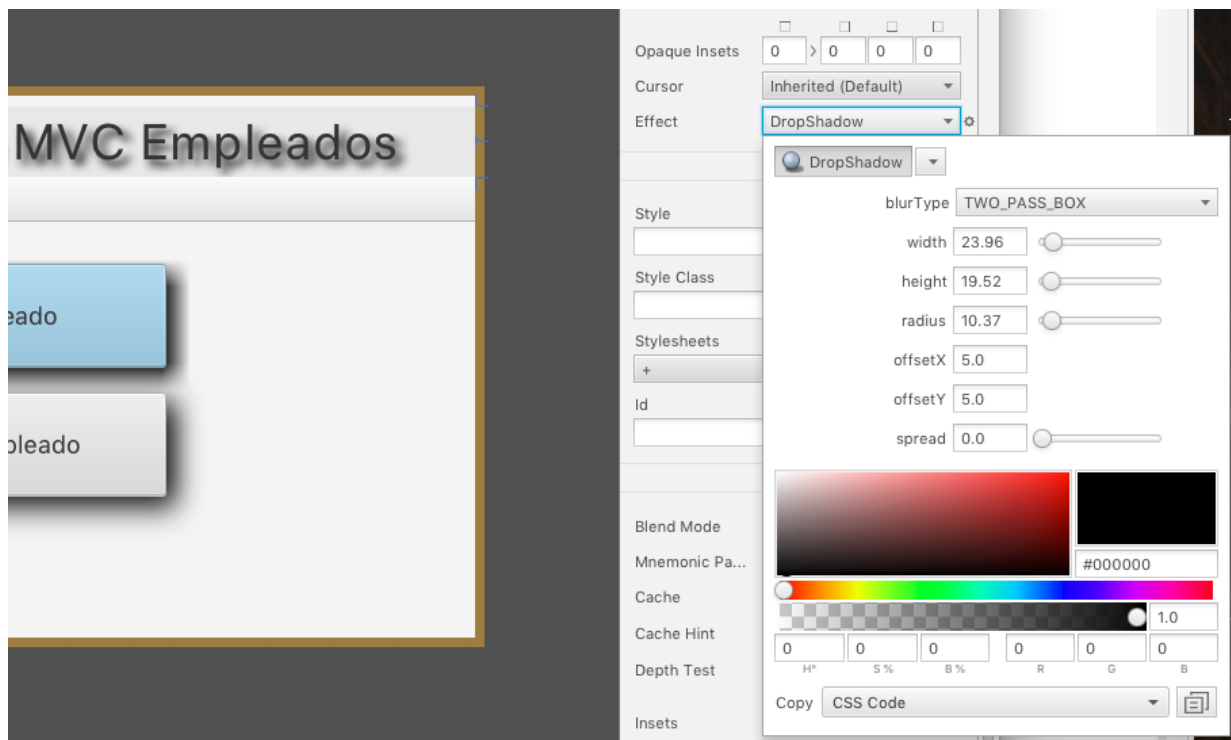 MVC Empleados
eado
pleado
Opaque Insets 0 > 0 0 0
Cursor Inherited (Default)
Effect DropShadow
Style
Style Class
Stylesheets
+
Id
Blend Mode
Mnemonic Pa...
Cache
Cache Hint
Depth Test
Insets
DropShadow
blurType TWO_PASS_BOX
width 23.96
height 19.52
radius 10.37
offsetX 5.0
offsetY 5.0
spread 0.0
#000000
1.0
0 0 0 0 0 0
H° S % B % R G B
Copy CSS Code